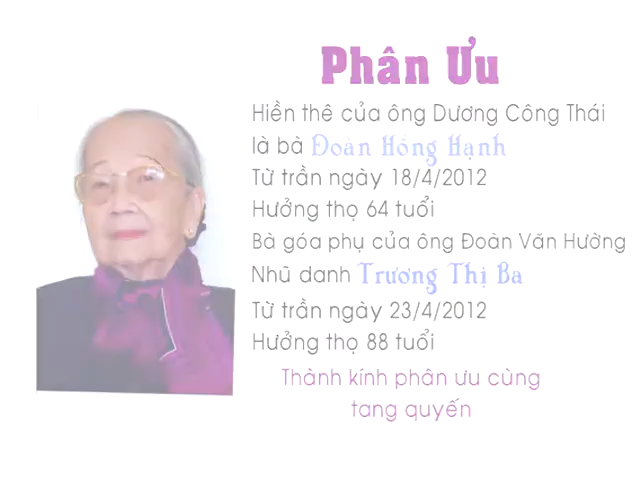 Phân Ưu
Hiền thê của ông Dương Công Thái
là bà Đoàn Hồng Hạnh
Từ trần ngày 18/4/2012
Hưởng thọ 64 tuổi
Bà góa phụ của ông Đoàn Văn Hường
Nhũ danh Trương Thị Ba
Từ trần ngày 23/4/2012
Hưởng thọ 88 tuổi
Thành kính phân ưu cùng
tang quyến